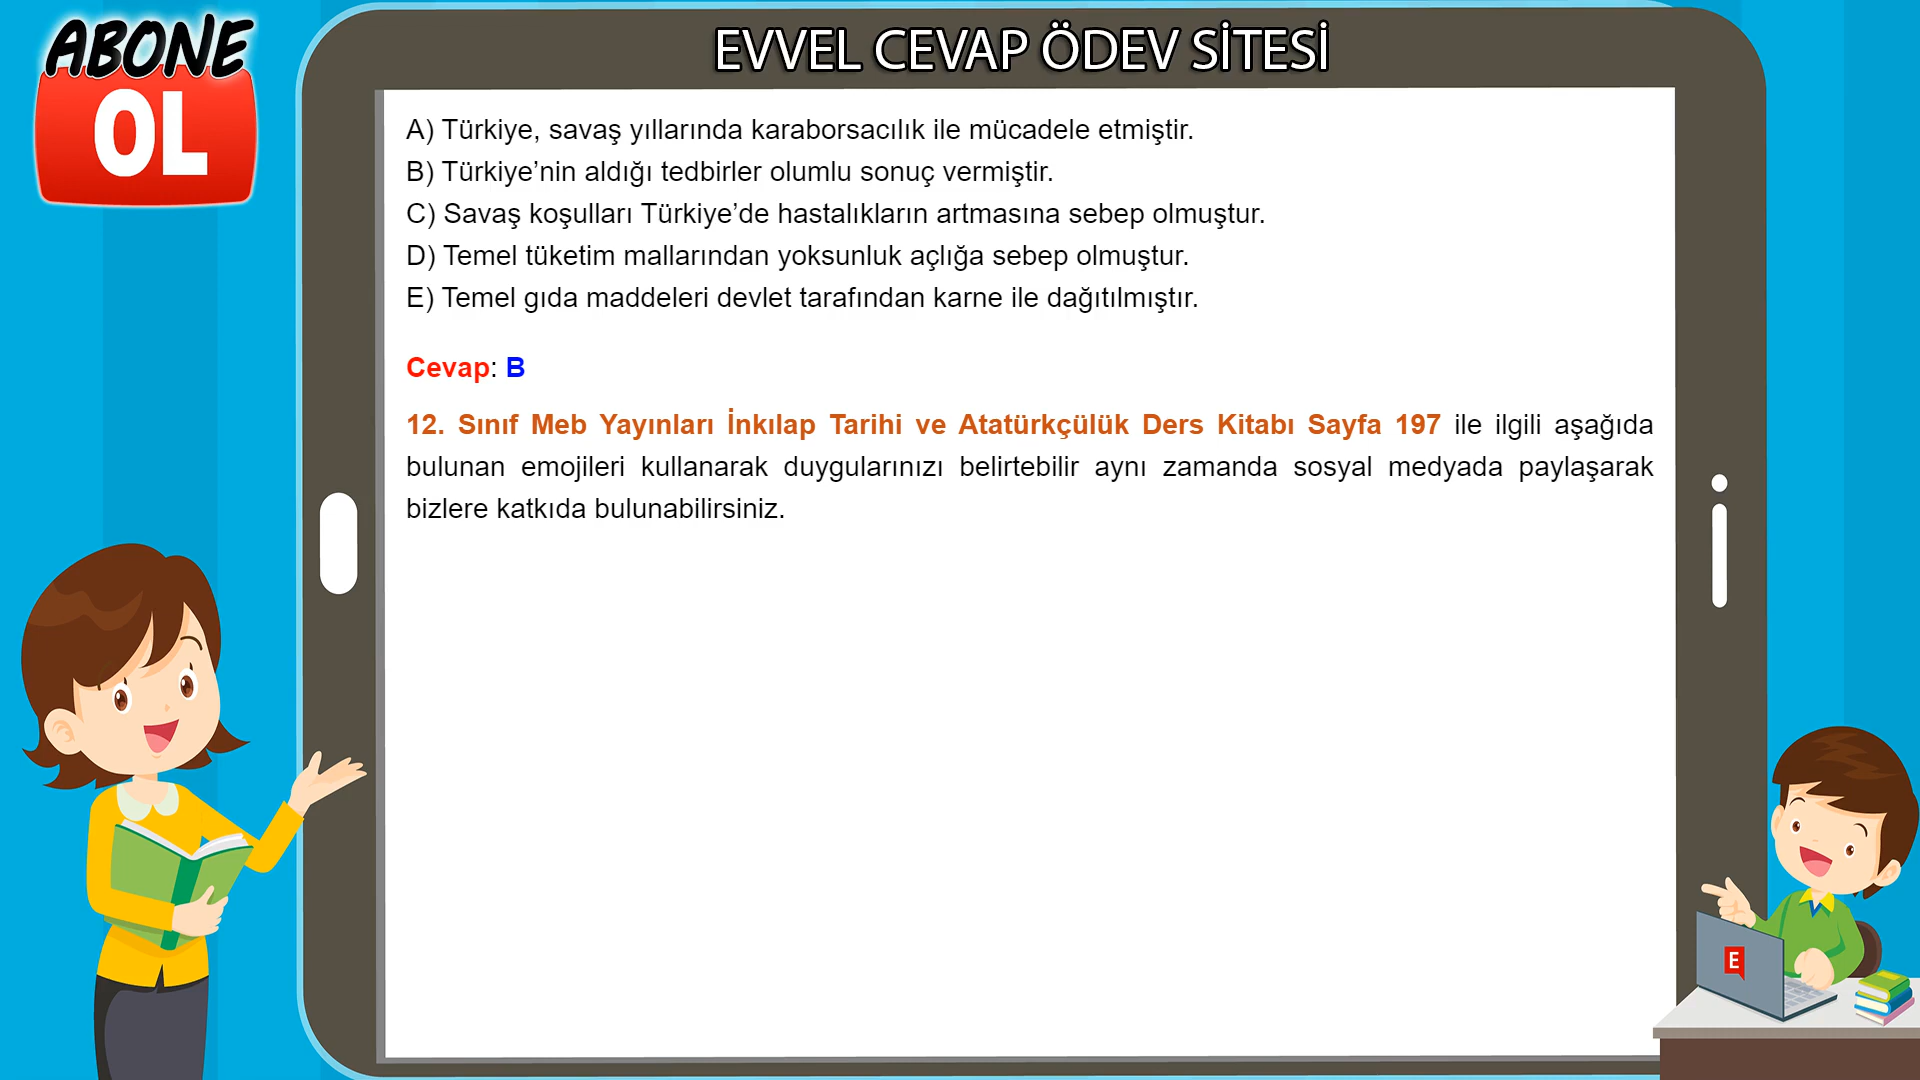 ABONE
OL
EVVEL CEVAP ÖDEV SİTESİ
A) Türkiye, savaş yıllarında karaborsacılık ile mücadele etmiştir.
B) Türkiye’nin aldığı tedbirler olumlu sonuç vermiştir.
C) Savaş koşulları Türkiye’de hastalıkların artmasına sebep olmuştur.
D) Temel tüketim mallarından yoksunluk açlığa sebep olmuştur.
E) Temel gıda maddeleri devlet tarafından karne ile dağıtılmıştır.
Cevap: B
12. Sınıf Meb Yayınları İnkılap Tarihi ve Atatürkçülük Ders Kitabı Sayfa 197 ile ilgili aşağıda
bulunan emojileri kullanarak duygularınızı belirtebilir aynı zamanda sosyal medyada paylaşarak
bizlere katkıda bulunabilirsiniz.
E